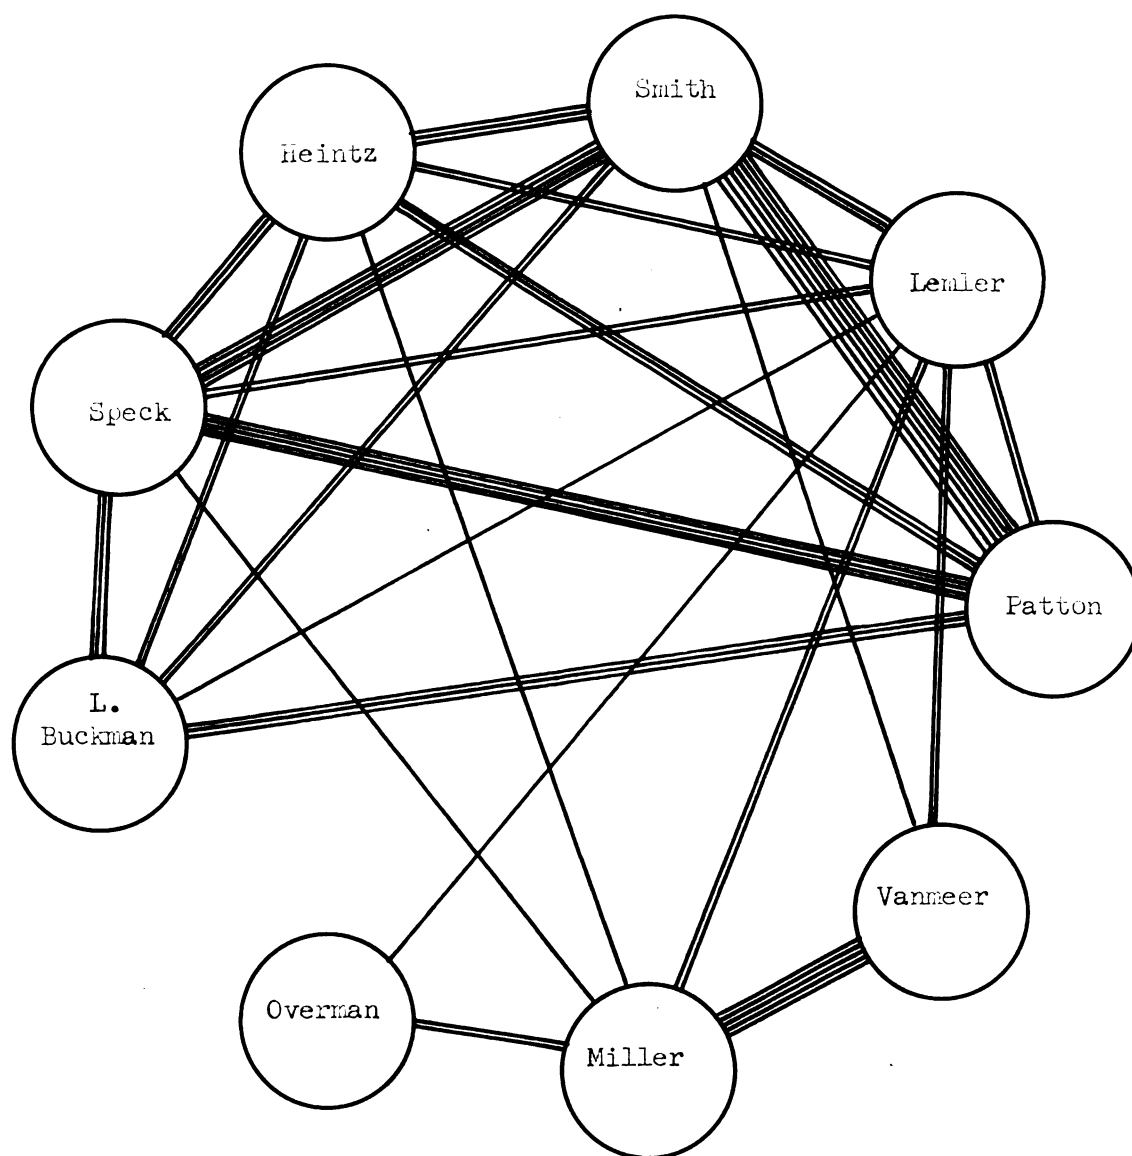 Smith
Heintz
Lemler
Speck
Patton
L.
Buckman
Vanmeer
Overman
Miller